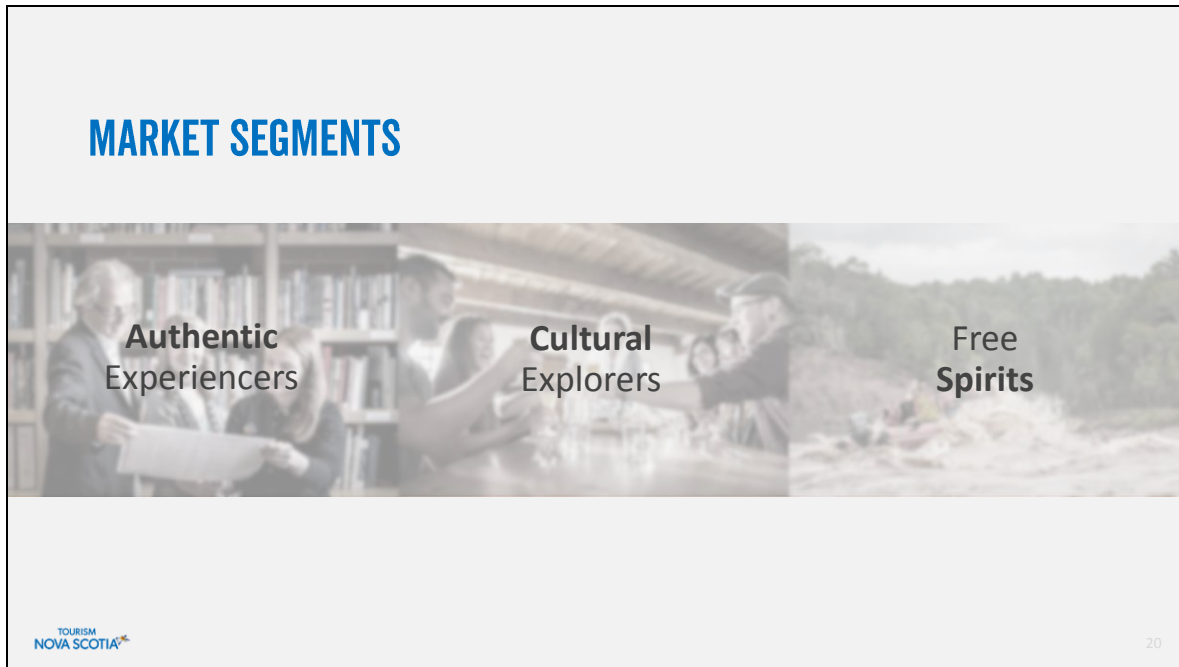 MARKET SEGMENTS
Authentic
Experiencers
Cultural
Explorers
Free
Spirits
TOURISM
NOVA SCOTIA
20